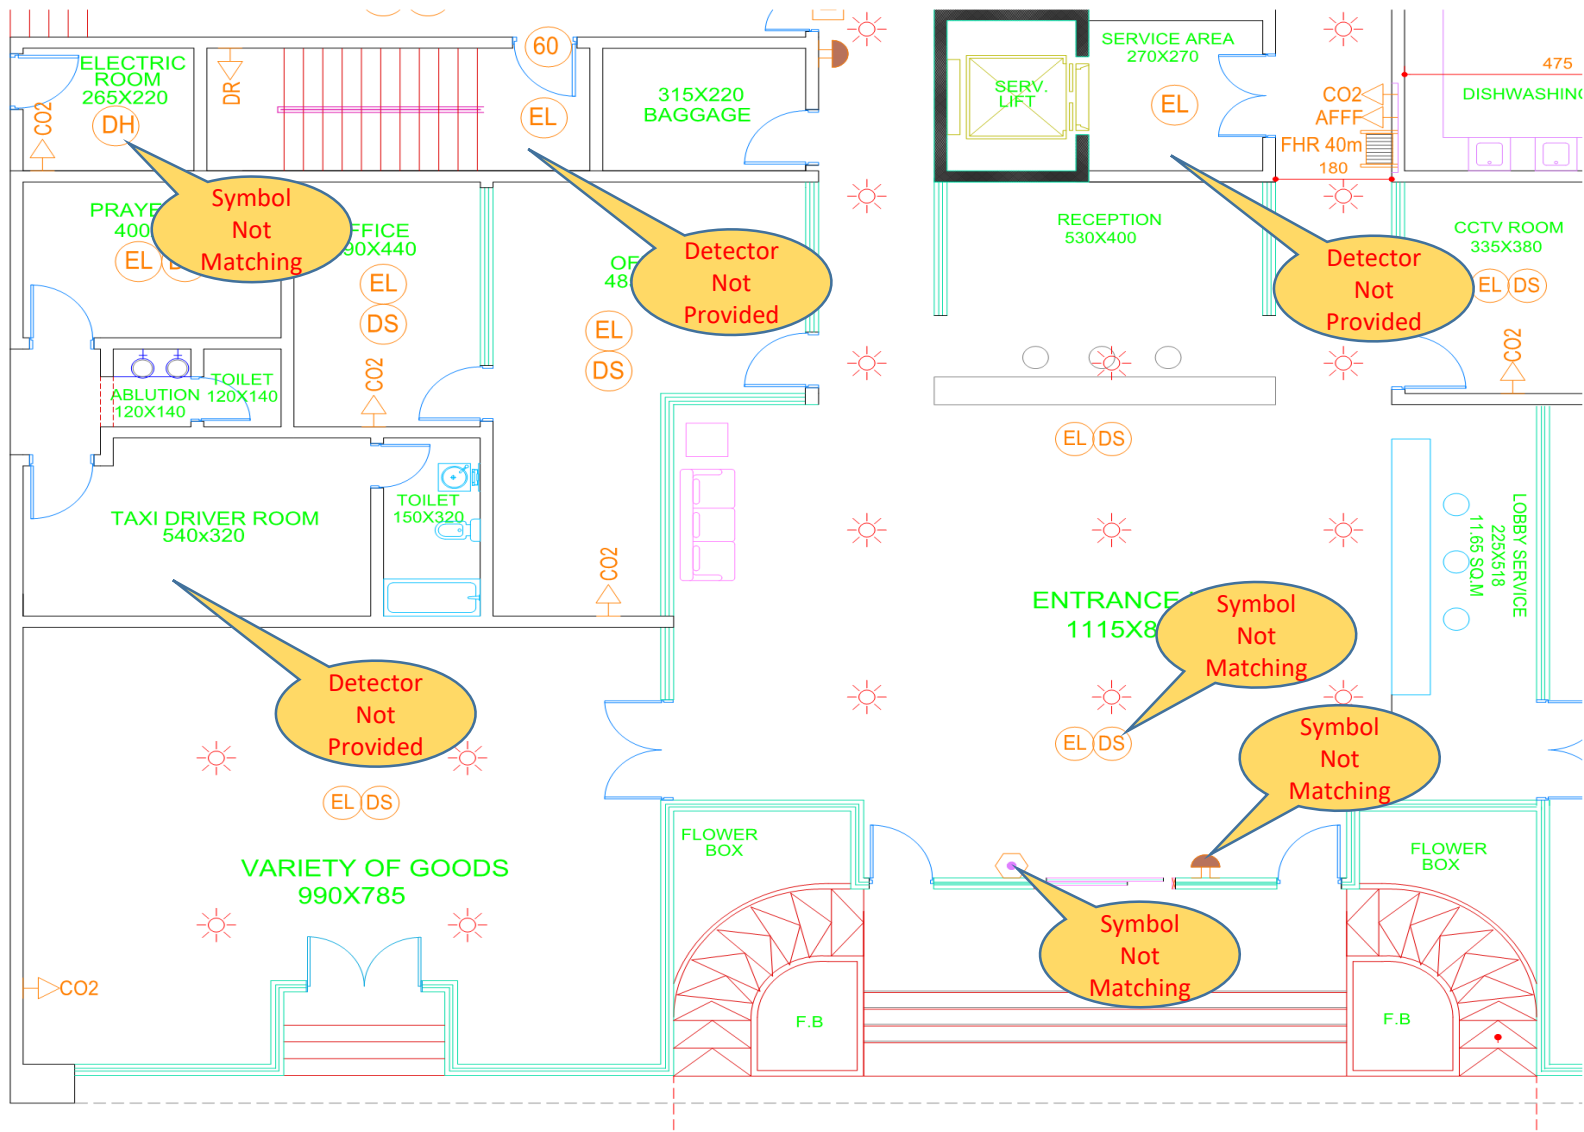 60
ELECTRIC
ROOM
265X220
DH
CO2
DR
EL
315X220
BAGGAGE
SERV.
LIFT
SERVICE AREA
270X270
EL
475
CO2
AFFF
FHR 40m
180
DISHWASHING
Symbol
Not
Matching
Detector
Not
Provided
Detector
Not
Provided
PRAYE
400
EL
FFICE
90X440
EL
DS
CO2
OF
48
EL
DS
RECEPTION
530X400
CCTV ROOM
335X380
EL
DS
CO2
ABLUTION
120X140
TOILET
120X140
EL
DS
TAXI DRIVER ROOM
540x320
TOILET
150X320
CO2
LOBBY SERVICE
225X518
11.65 SQ.M
ENTRANCE
1115X8
Symbol
Not
Matching
Detector
Not
Provided
EL
DS
Symbol
Not
Matching
EL
DS
VARIETY OF GOODS
990X785
FLOWER
BOX
FLOWER
BOX
Symbol
Not
Matching
CO2
F.B
F.B